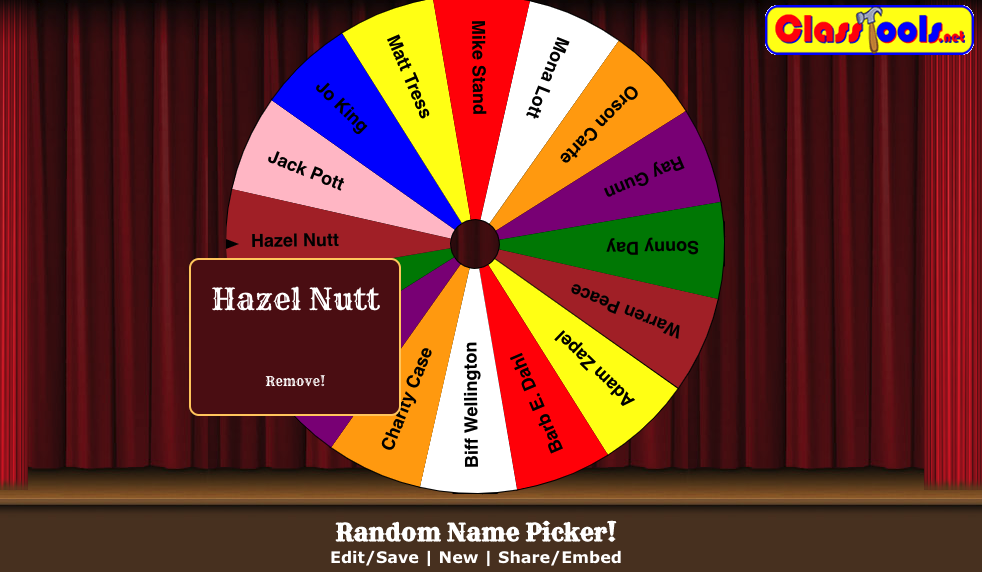 ClassTools.net
Mike Stand
Mona Lott
Orson Carte
Ray Gunn
Sonny Day
Warren Peace
Adam Zapel
Barb E. Dahl
Biff Wellington
Charity Case
Hazel Nutt
Jack Pott
Jo King
Matt Tress
Hazel Nutt
Remove!
Random Name Picker!
Edit/Save | New | Share/Embed